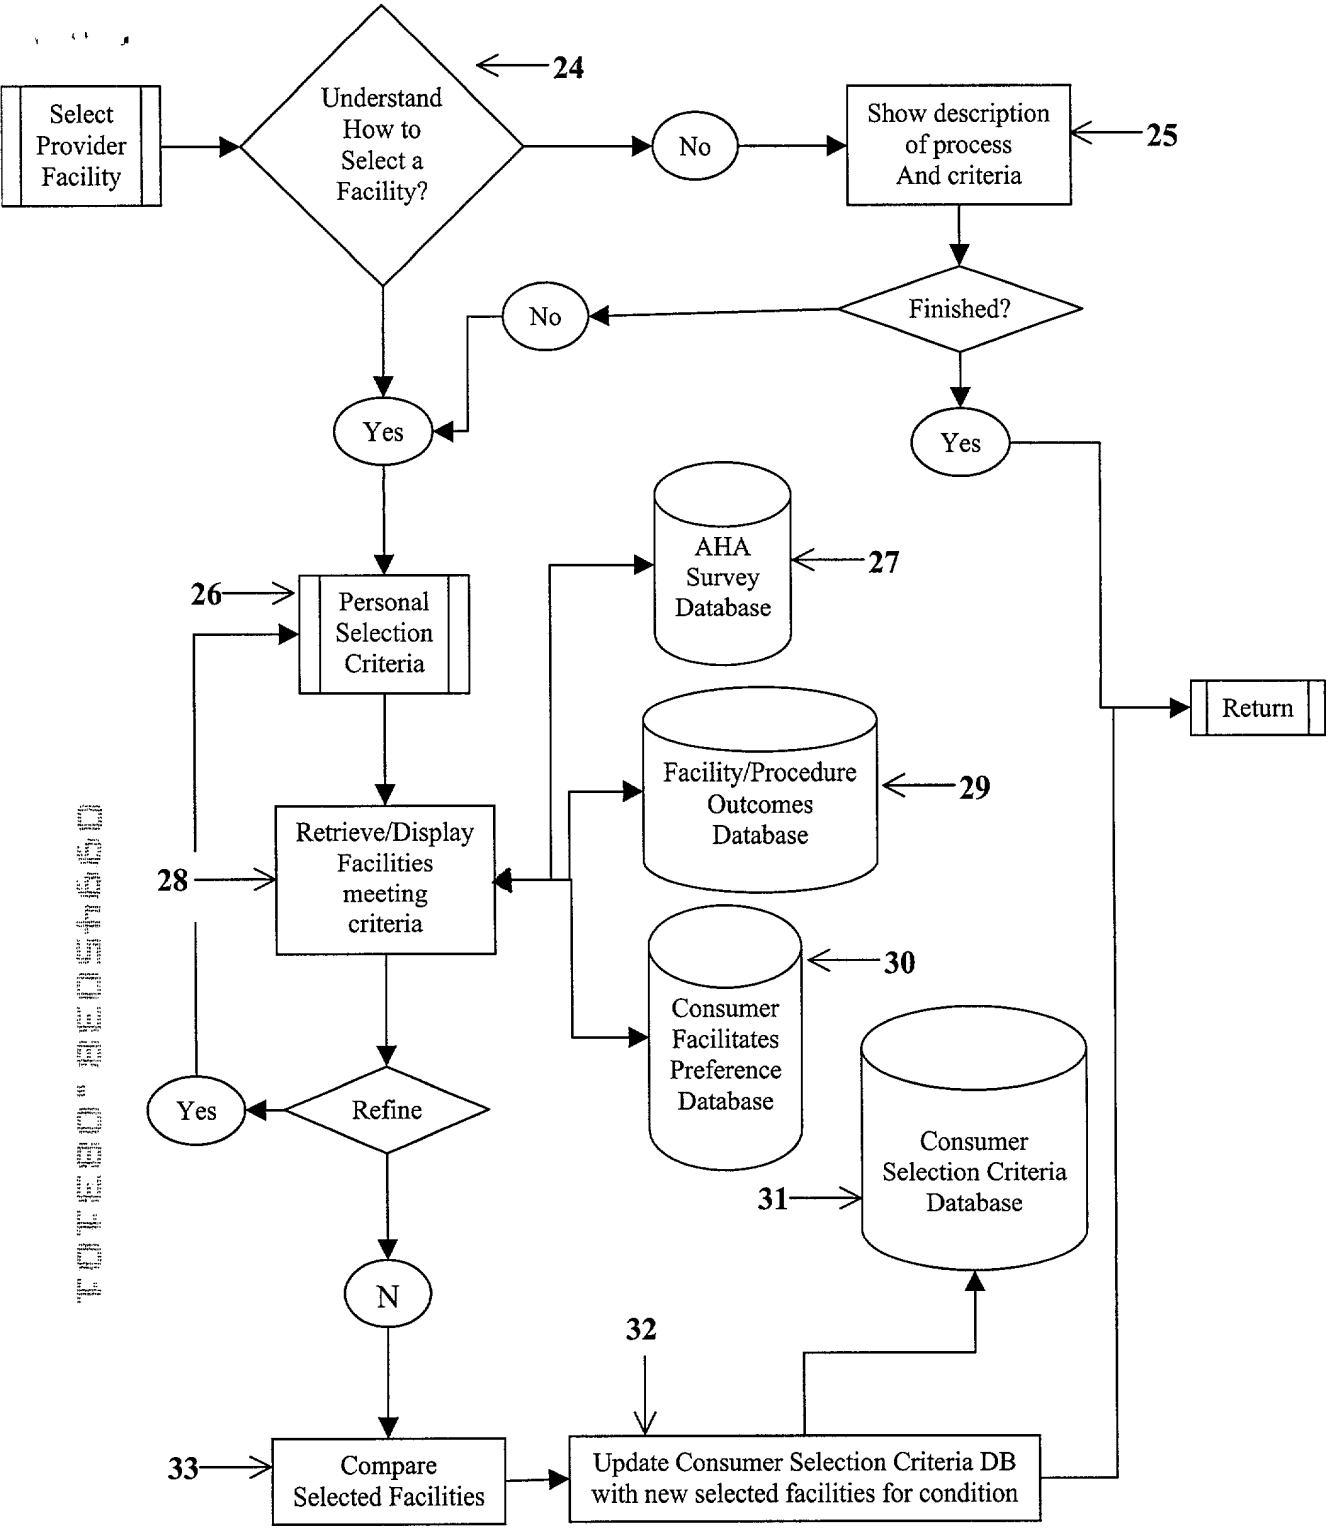 24
Select
Provider
Facility
Understand
How to
Select a
Facility?
No
Show description
of process
And criteria
25
No
Finished?
Yes
Yes
AHA
Survey
Database
27
26
Personal
Selection
Criteria
Return
Facility/Procedure
Outcomes
Database
29
Retrieve/Display
Facilities
meeting
criteria
28
30
Consumer
Facilitates
Preference
Database
Yes
Refine
Consumer
Selection Criteria
Database
31
N
32
33
Compare
Selected Facilities
Update Consumer Selection Criteria DB
with new selected facilities for condition